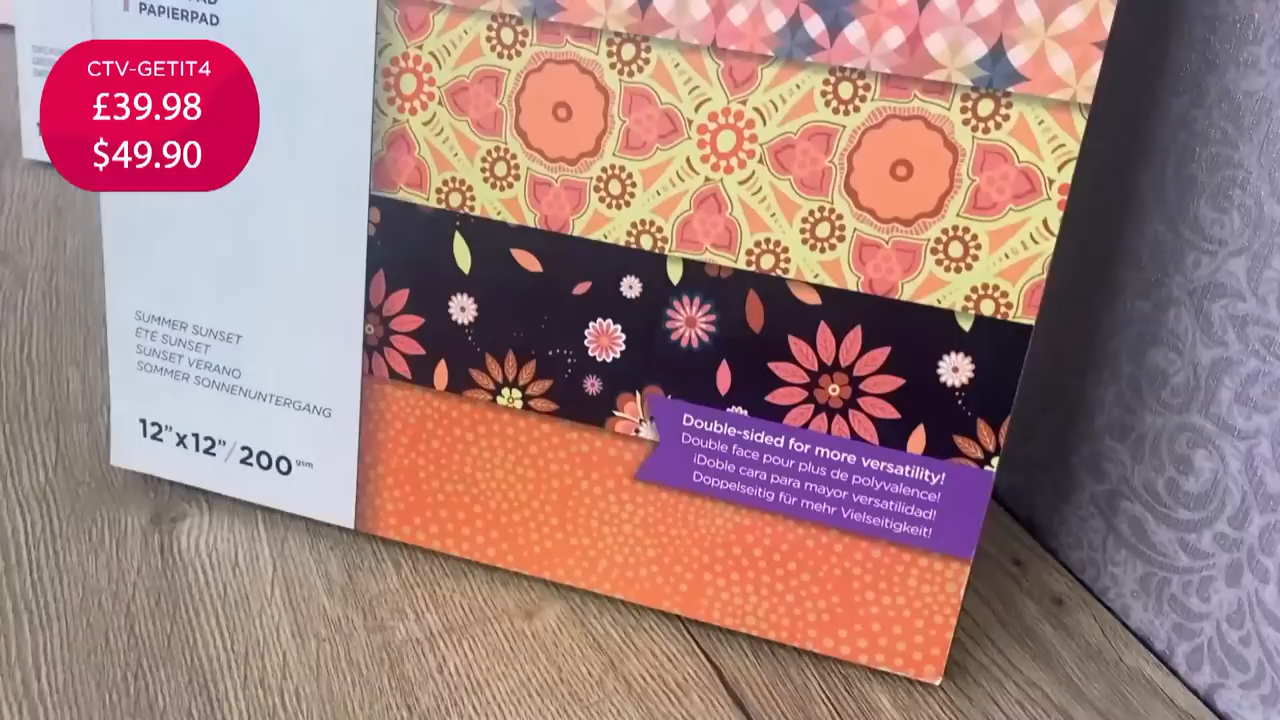 PAPIERPAD
CTV-GETIT4
£39.98
$49.90
SUMMER SUNSET
ÉTÉ SUNSET
SUNSET VERANO
SOMMER SONNENUNTERGANG
12”x12”/200gsm
Double-sided for more versatility!
Double face pour plus de polyvalence!
¡Doble cara para mayor versatilidad!
Doppelseitig für mehr Vielseitigkeit!